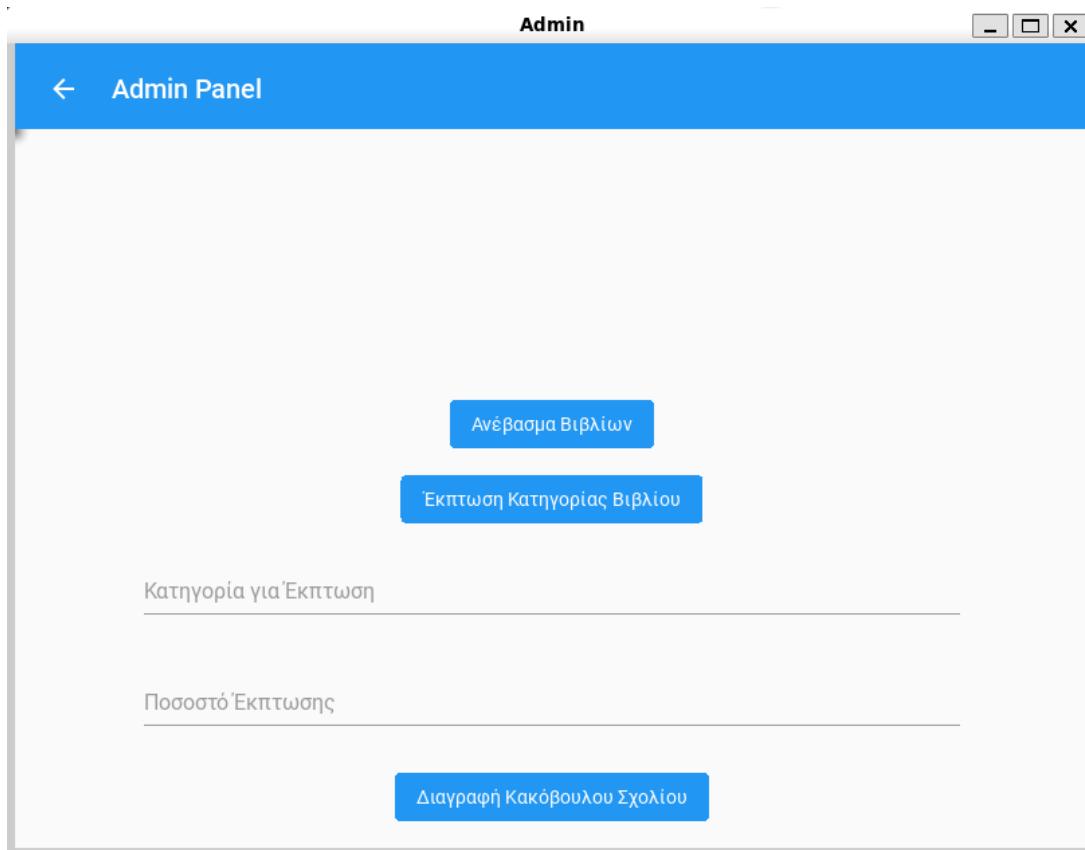 Admin
Admin Panel
Ανέβασμα Βιβλίων
Έκπτωση Κατηγορίας Βιβλίου
Κατηγορία για Έκπτωση
Ποσοστό Έκπτωσης
Διαγραφή Κακόβουλου Σχολίου